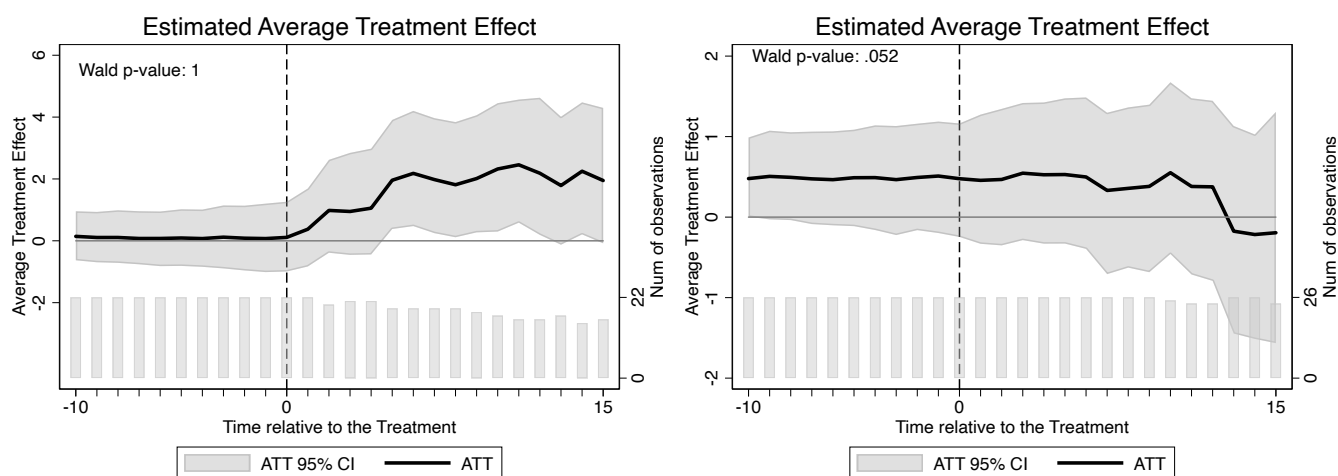 Estimated Average Treatment Effect
Wald p-value: 1
Average Treatment Effect
6
4
2
0
-2
Num of observations
22
0
-10
0
15
Time relative to the Treatment
ATT 95% CI
ATT
Estimated Average Treatment Effect
Wald p-value: .052
Average Treatment Effect
2
1
0
-1
-2
Num of observations
26
0
-10
0
15
Time relative to the Treatment
ATT 95% CI
ATT